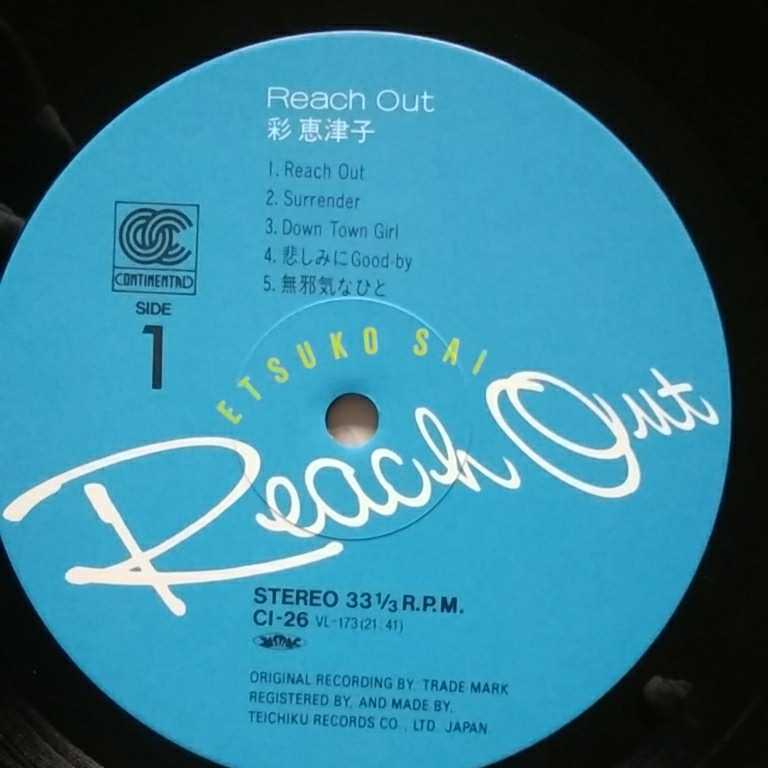 Reach Out
彩 恵津子
1. Reach Out
2. Surrender
3. Down Town Girl
4. 悲しみにGood-by
5. 無邪気なひと
CONTINENTAL
SIDE
1
ETSUKO SAI
Reach Out
STEREO 33 1/3 R.P.M.
CI-26 VL-173(21:41)
JASRAC
ORIGINAL RECORDING BY, TRADE MARK
REGISTERED BY, AND MADE BY,
TEICHIKU RECORDS CO., LTD. JAPAN.